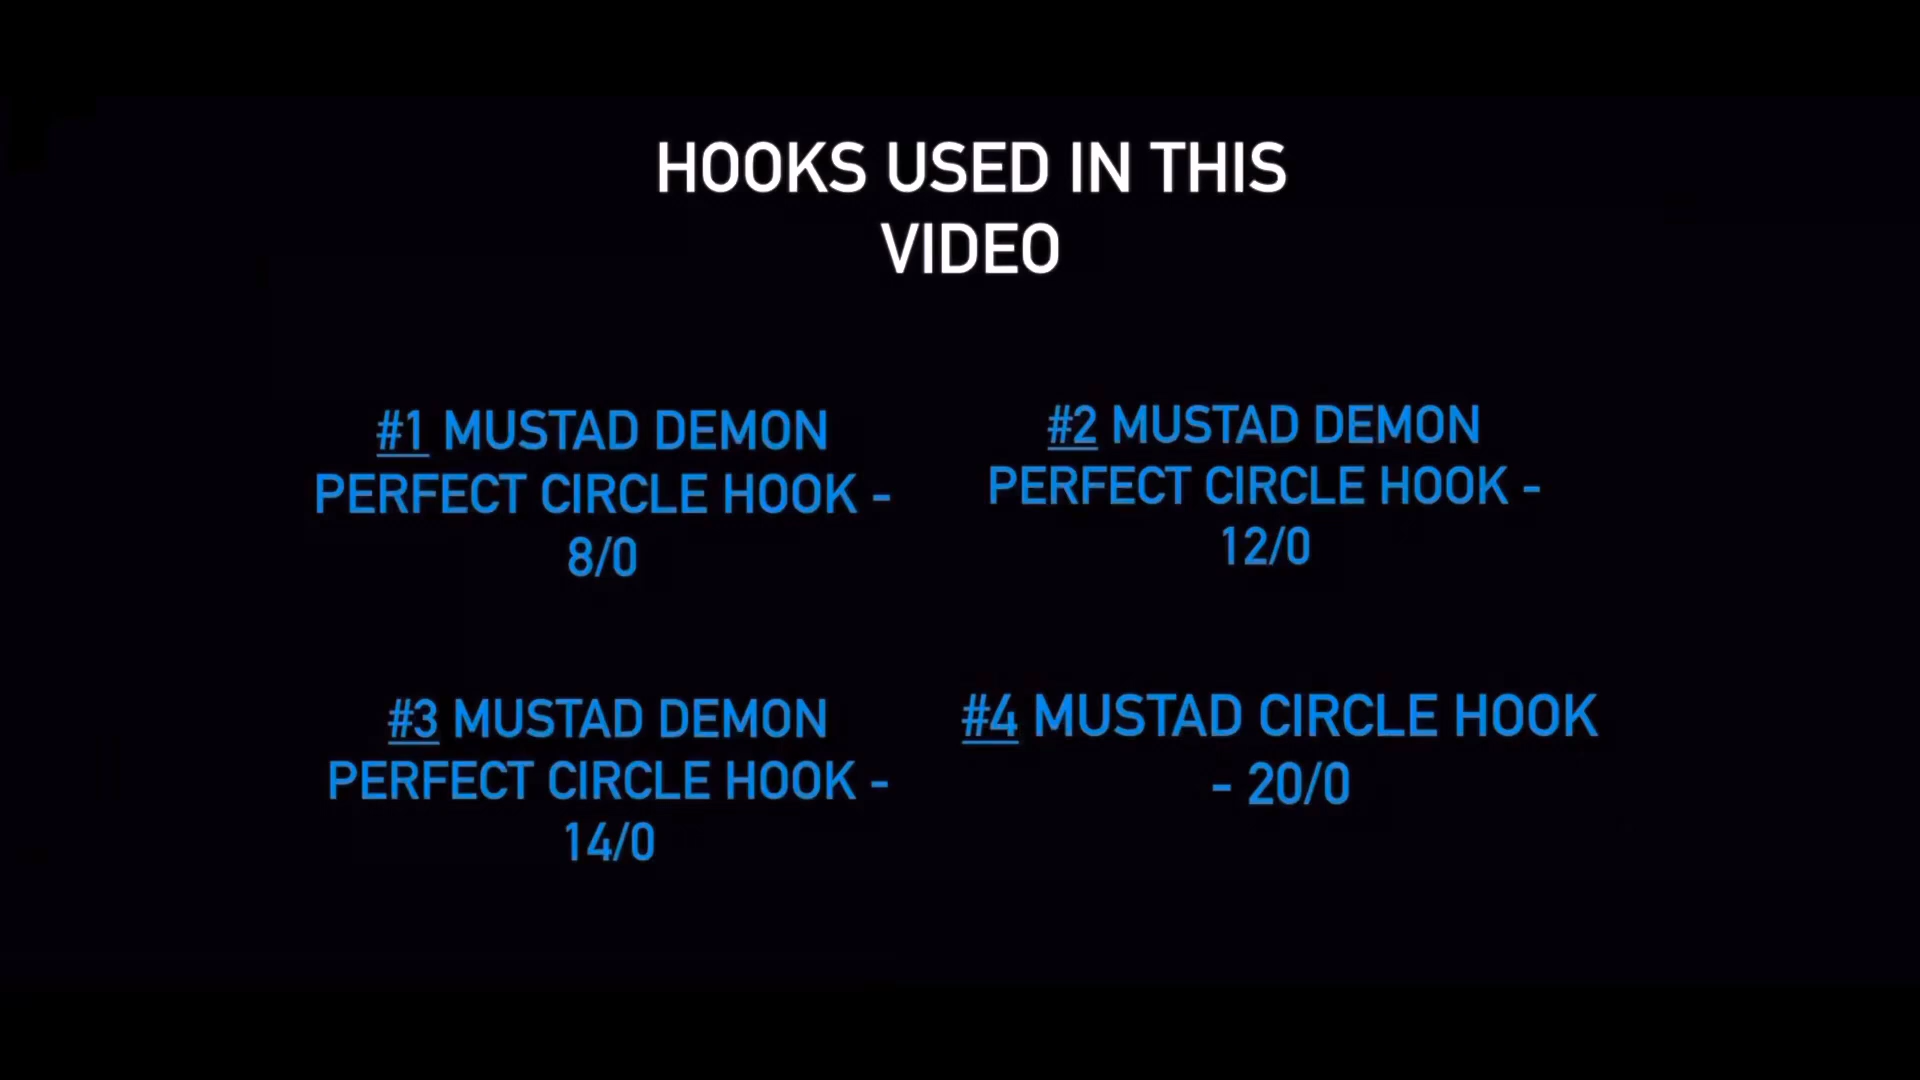 HOOKS USED IN THIS
VIDEO
#1 MUSTAD DEMON
PERFECT CIRCLE HOOK -
8/0
#2 MUSTAD DEMON
PERFECT CIRCLE HOOK -
12/0
#3 MUSTAD DEMON
PERFECT CIRCLE HOOK -
14/0
#4 MUSTAD CIRCLE HOOK
- 20/0